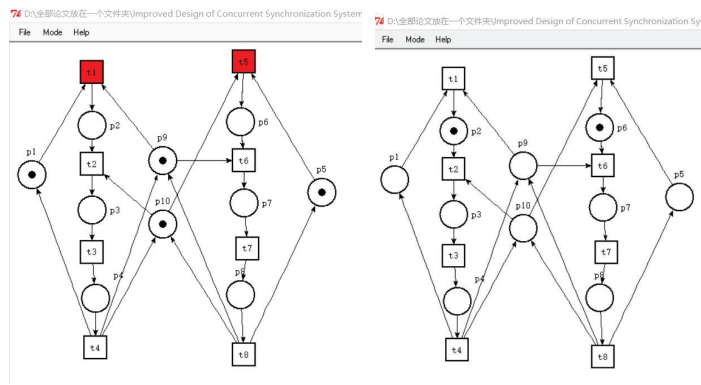 D:\全部论文放在一个文件夹\Improved Design of Concurrent Synchronization System
File Mode Help
t1
t5
p2
p6
p1
p9
t2
t6
p5
p10
p3
p7
t3
t7
p4
p8
t4
t8
D:\全部论文放在一个文件夹\Improved Design of Concurrent Synchronization Sy
File Mode Help
t5
t1
p2
p6
p9
p1
t2
t6
p5
p10
p3
p7
t3
t7
p4
p8
t4
t8